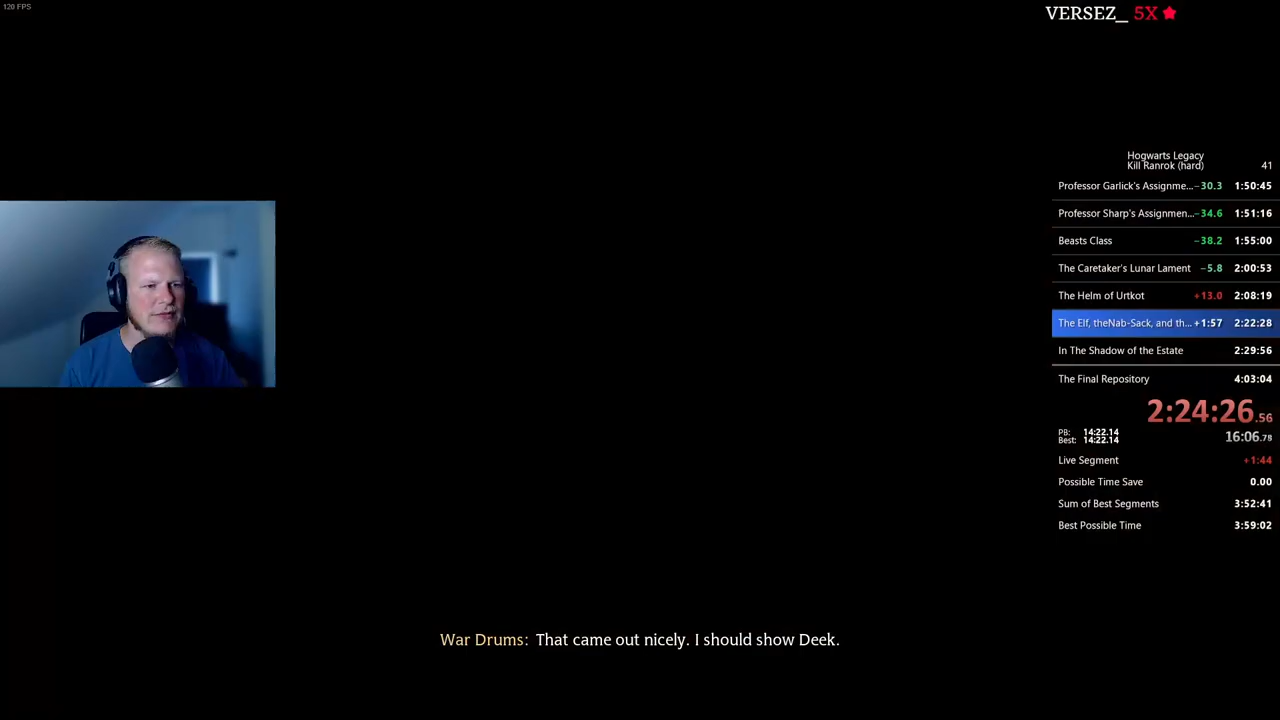 120 FPS
VERSEZ_ 5X
Hogwarts Legacy
Kill Ranrok (hard) 41
Professor Garlick's Assignme... -30.3 1:50:45
Professor Sharp's Assignmen... -34.6 1:51:16
Beasts Class -38.2 1:55:00
The Caretaker's Lunar Lament -5.8 2:00:53
The Helm of Urtkot +13.0 2:08:19
The Elf, theNab-Sack, and th... +1:57 2:22:28
In The Shadow of the Estate 2:29:56
The Final Repository 4:03:04
2:24:26.56
PB: 14:22.14
Best: 14:22.14 16:06.78
Live Segment +1:44
Possible Time Save 0.00
Sum of Best Segments 3:52:41
Best Possible Time 3:59:02
War Drums: That came out nicely. I should show Deek.